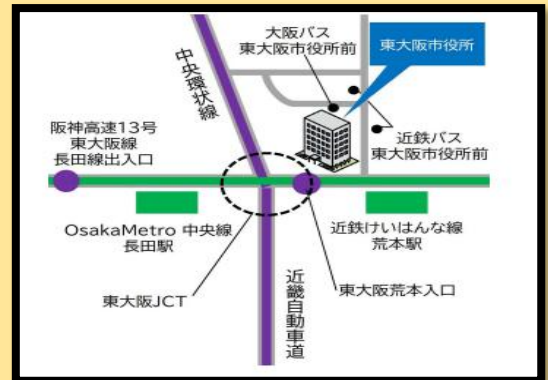 大阪バス
東大阪市役所前
東大阪市役所
中央環状線
阪神高速13号
東大阪線
長田線出入口
近鉄バス
東大阪市役所前
OsakaMetro 中央線
長田駅
近鉄けいはんな線
荒本駅
東大阪JCT
近畿自動車道
東大阪荒本入口